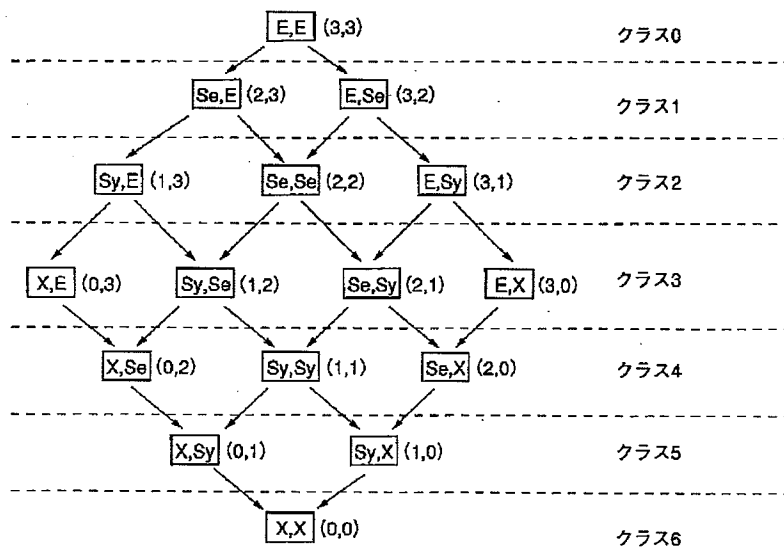 E,E (3,3) クラス0
Se,E (2,3) E,Se (3,2) クラス1
Sy,E (1,3) Se,Se (2,2) E,Sy (3,1) クラス2
X,E (0,3) Sy,Se (1,2) Se,Sy (2,1) E,X (3,0) クラス3
X,Se (0,2) Sy,Sy (1,1) Se,X (2,0) クラス4
X,Sy (0,1) Sy,X (1,0) クラス5
X,X (0,0) クラス6